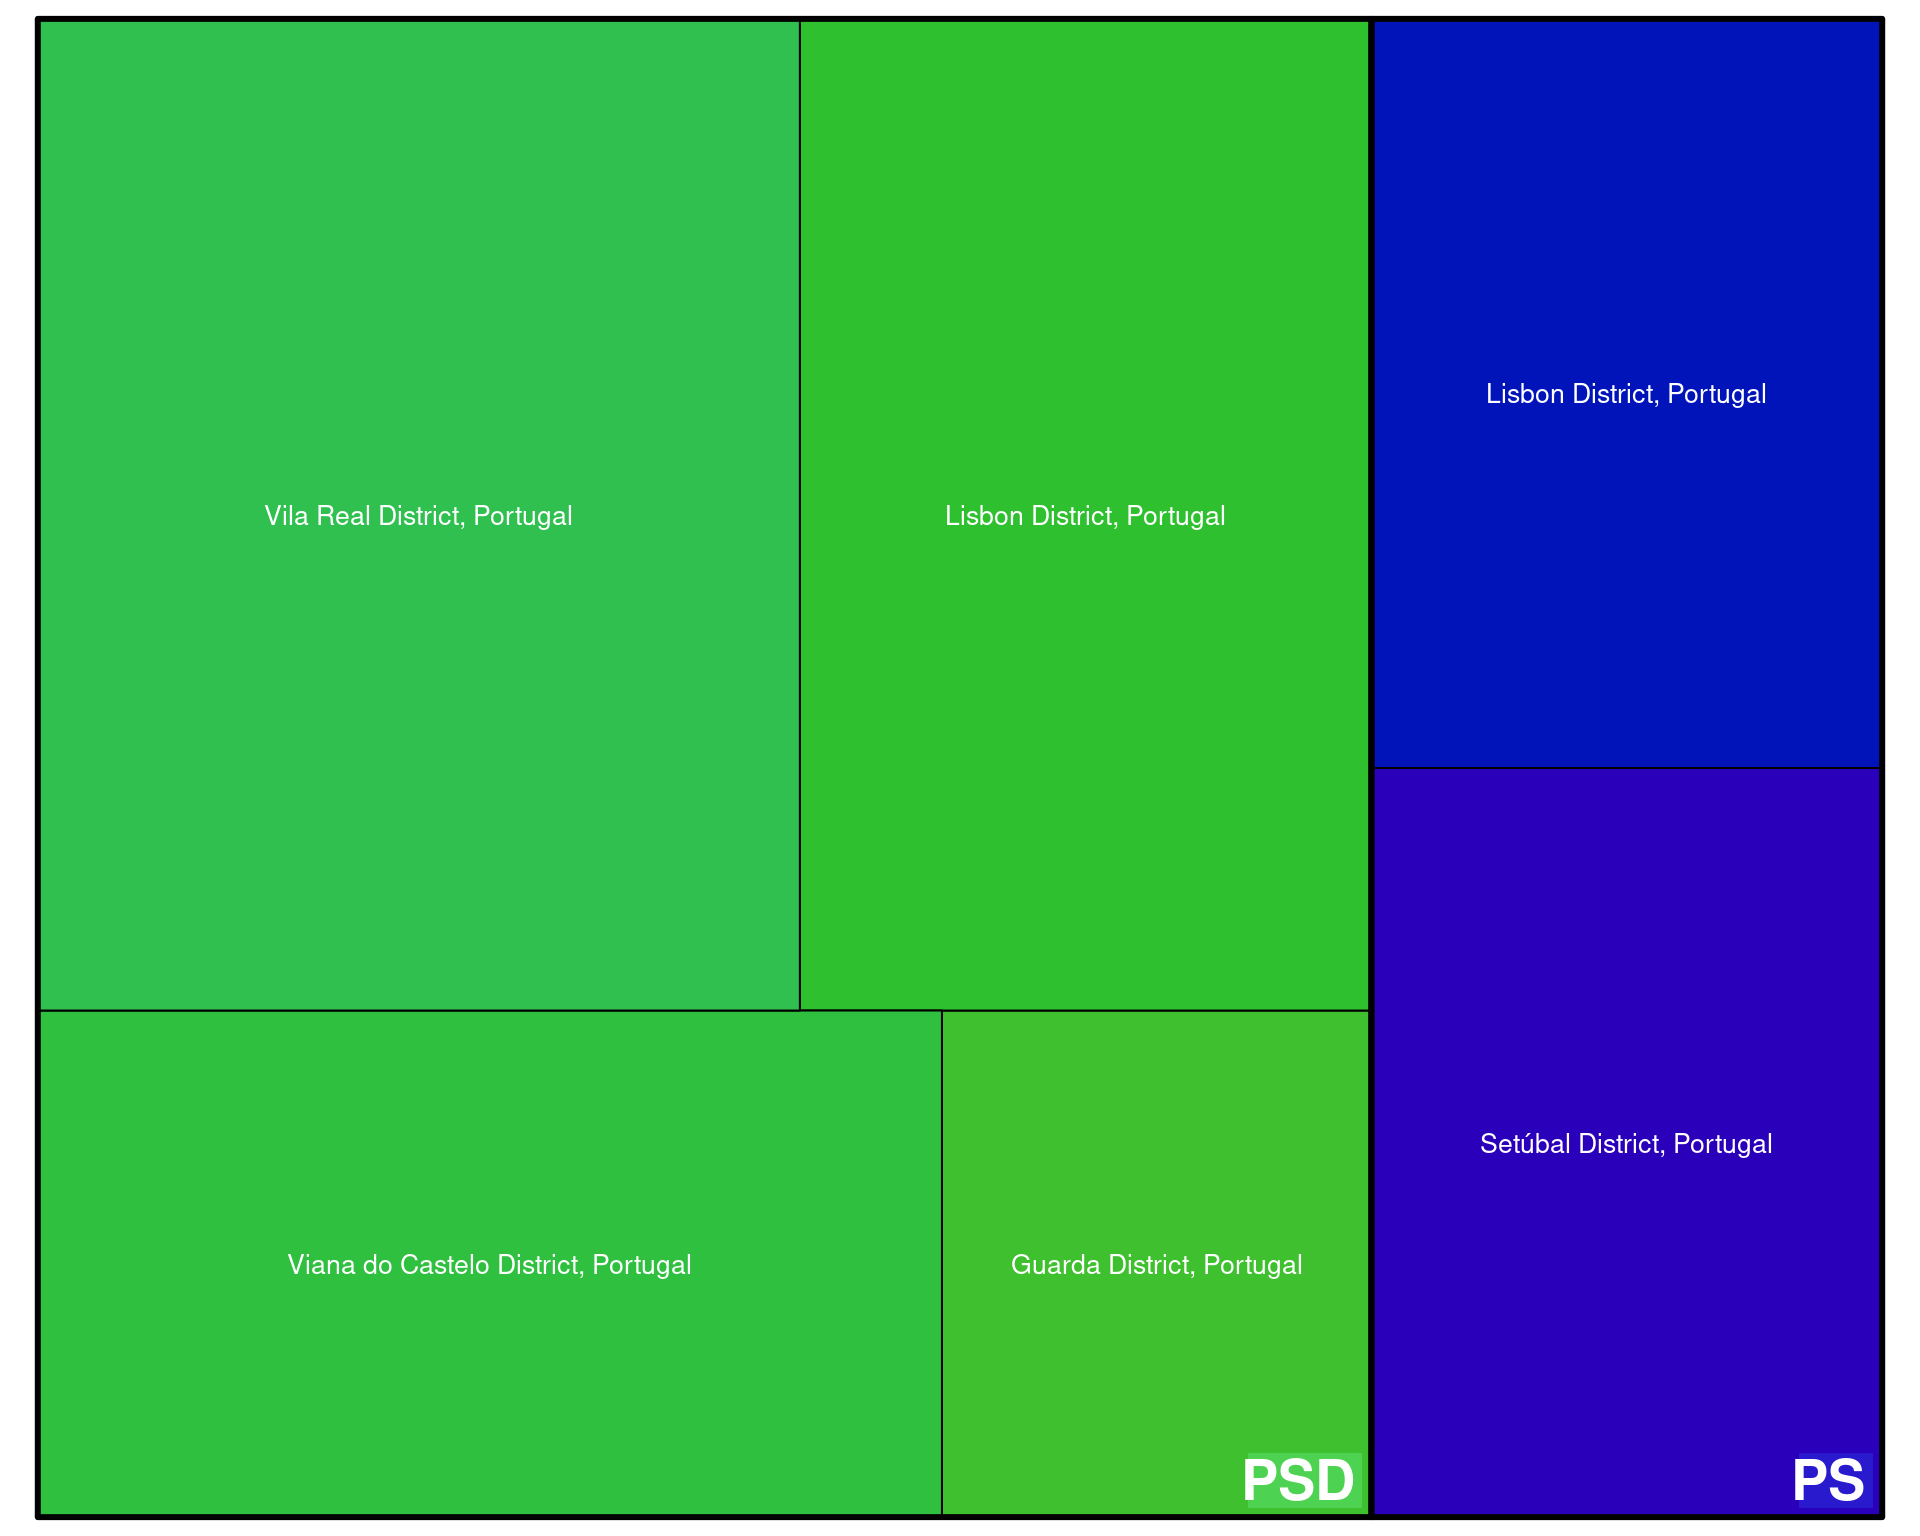 Vila Real District, Portugal
Lisbon District, Portugal
Lisbon District, Portugal
Viana do Castelo District, Portugal
Guarda District, Portugal
Setúbal District, Portugal
PSD
PS